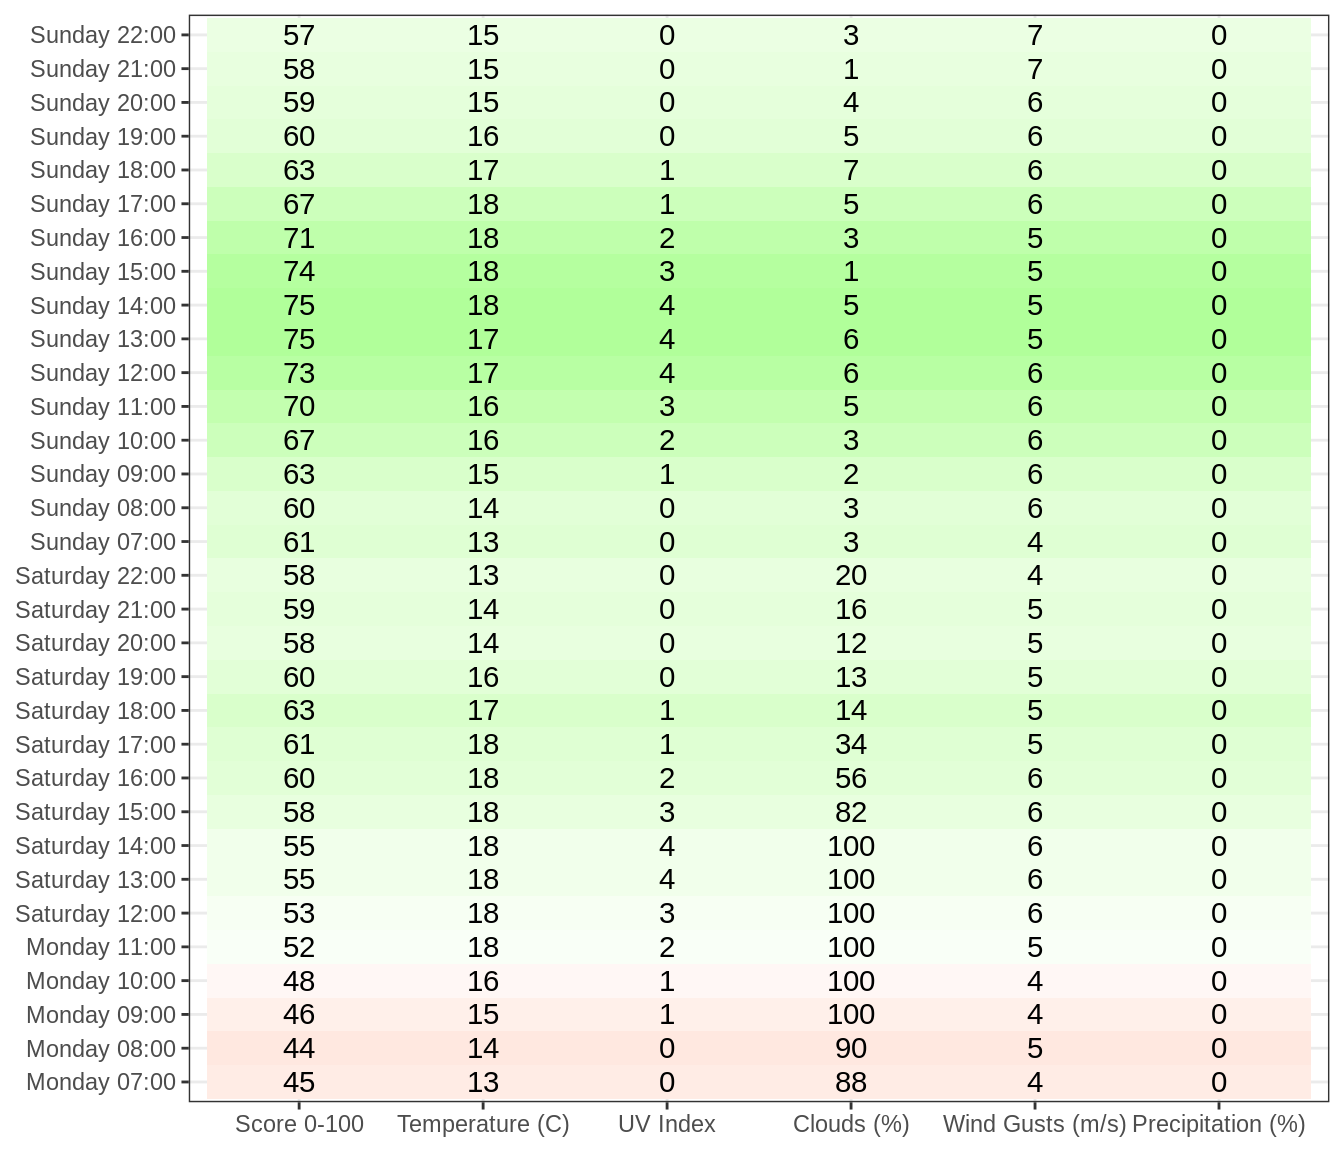 Sunday 22:00 57 15 0 3 7 0
Sunday 21:00 58 15 0 1 7 0
Sunday 20:00 59 15 0 4 6 0
Sunday 19:00 60 16 0 5 6 0
Sunday 18:00 63 17 1 7 6 0
Sunday 17:00 67 18 1 5 6 0
Sunday 16:00 71 18 2 3 5 0
Sunday 15:00 74 18 3 1 5 0
Sunday 14:00 75 18 4 5 5 0
Sunday 13:00 75 17 4 6 5 0
Sunday 12:00 73 17 4 6 6 0
Sunday 11:00 70 16 3 5 6 0
Sunday 10:00 67 16 2 3 6 0
Sunday 09:00 63 15 1 2 6 0
Sunday 08:00 60 14 0 3 6 0
Sunday 07:00 61 13 0 3 4 0
Saturday 22:00 58 13 0 20 4 0
Saturday 21:00 59 14 0 16 5 0
Saturday 20:00 58 14 0 12 5 0
Saturday 19:00 60 16 0 13 5 0
Saturday 18:00 63 17 1 14 5 0
Saturday 17:00 61 18 1 34 5 0
Saturday 16:00 60 18 2 56 6 0
Saturday 15:00 58 18 3 82 6 0
Saturday 14:00 55 18 4 100 6 0
Saturday 13:00 55 18 4 100 6 0
Saturday 12:00 53 18 3 100 6 0
Monday 11:00 52 18 2 100 5 0
Monday 10:00 48 16 1 100 4 0
Monday 09:00 46 15 1 100 4 0
Monday 08:00 44 14 0 90 5 0
Monday 07:00 45 13 0 88 4 0
Score 0-100 Temperature (C) UV Index Clouds (%) Wind Gusts (m/s) Precipitation (%)